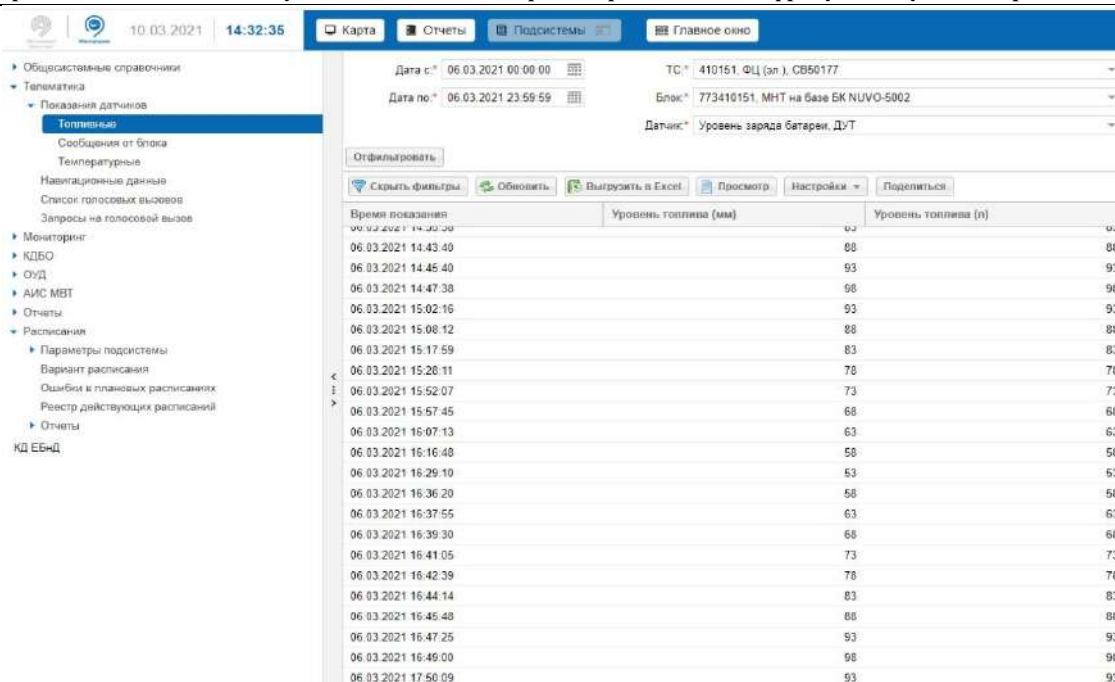 10.03.2021 14:32:35 Карта Отчеты Подсистемы Главное окно
Общесистемные справочники
Телематика
Показания датчиков
Топливные
Сообщения от блока
Температурные
Навигационные данные
Список голосовых вызовов
Запросы на голосовой вызов
Мониторинг
КДБО
ОУД
АИС МВТ
Отчеты
Расписания
Параметры подсистемы
Вариант расписания
Ошибки в плановых расписаниях
Реестр действующих расписаний
Отчеты
КД ЕБнД
Дата с:* 06.03.2021 00:00:00 ТС:* 410151, ФЦ (эл.), СВ50177
Дата по:* 06.03.2021 23:59:59 Блок:* 773410151, МНТ на базе БК NUVO-5002
Датчик:* Уровень заряда батареи, ДУТ
Отфильтровать
Скрыть фильтры Обновить Выгрузить в Excel Просмотр Настройки Поделиться
Время показания Уровень топлива (мм) Уровень топлива (л)
06.03.2021 14:43:40 88 88
06.03.2021 14:45:40 93
06.03.2021 14:47:38 98
06.03.2021 15:02:16 93
06.03.2021 15:08:12 88
06.03.2021 15:17:59 83
06.03.2021 15:28:11 78
06.03.2021 15:52:07 73
06.03.2021 15:57:45 68
06.03.2021 16:07:13 63
06.03.2021 16:16:48 58
06.03.2021 16:29:10 53
06.03.2021 16:36:20 58
06.03.2021 16:37:55 63
06.03.2021 16:39:30 68
06.03.2021 16:41:05 73
06.03.2021 16:42:39 78
06.03.2021 16:44:14 83
06.03.2021 16:45:48 88
06.03.2021 16:47:25 93
06.03.2021 16:49:00 98
06.03.2021 17:50:09 93